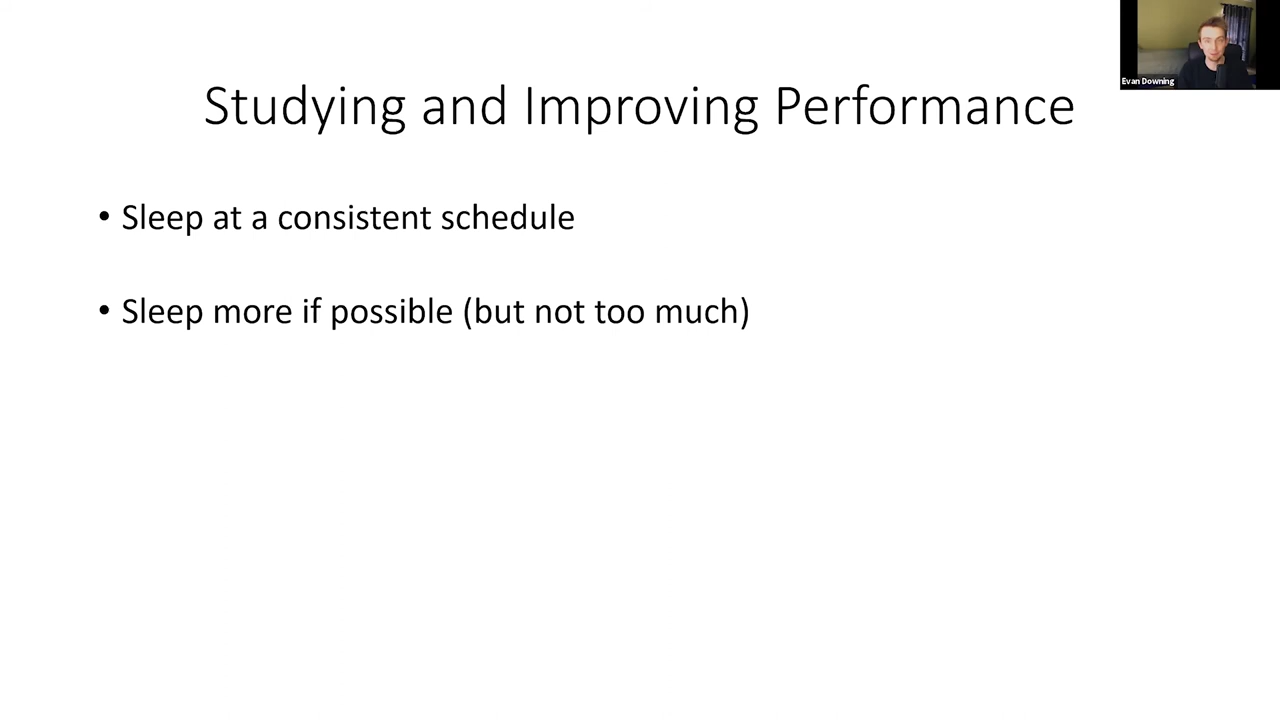 Evan Downing
Studying and Improving Performance
• Sleep at a consistent schedule
• Sleep more if possible (but not too much)